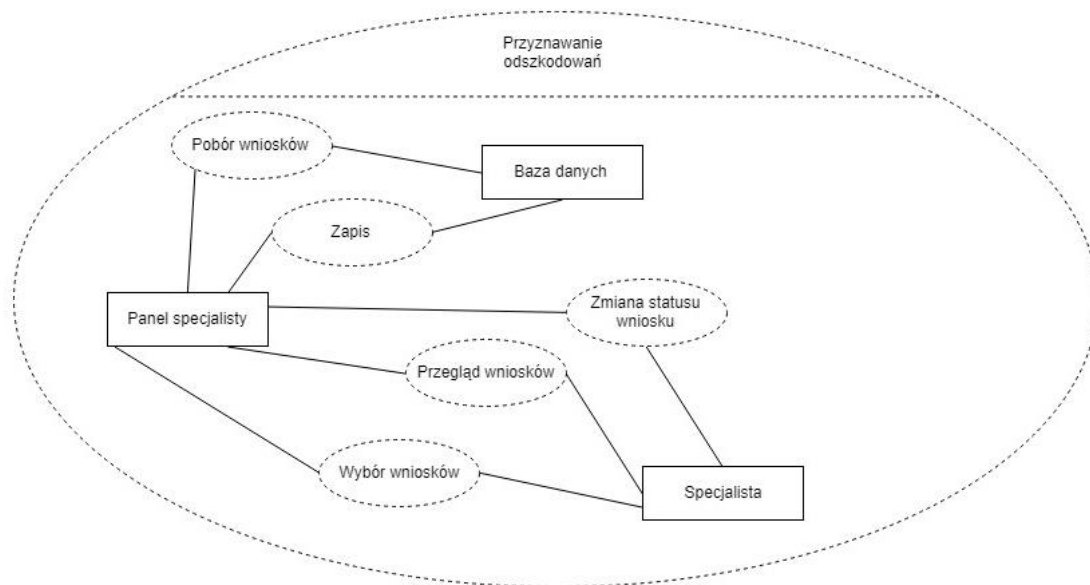 Przyznawanie
odszkodowań
Pobór wniosków
Baza danych
Zapis
Zmiana statusu
wniosku
Panel specjalisty
Przegląd wniosków
Wybór wniosków
Specjalista